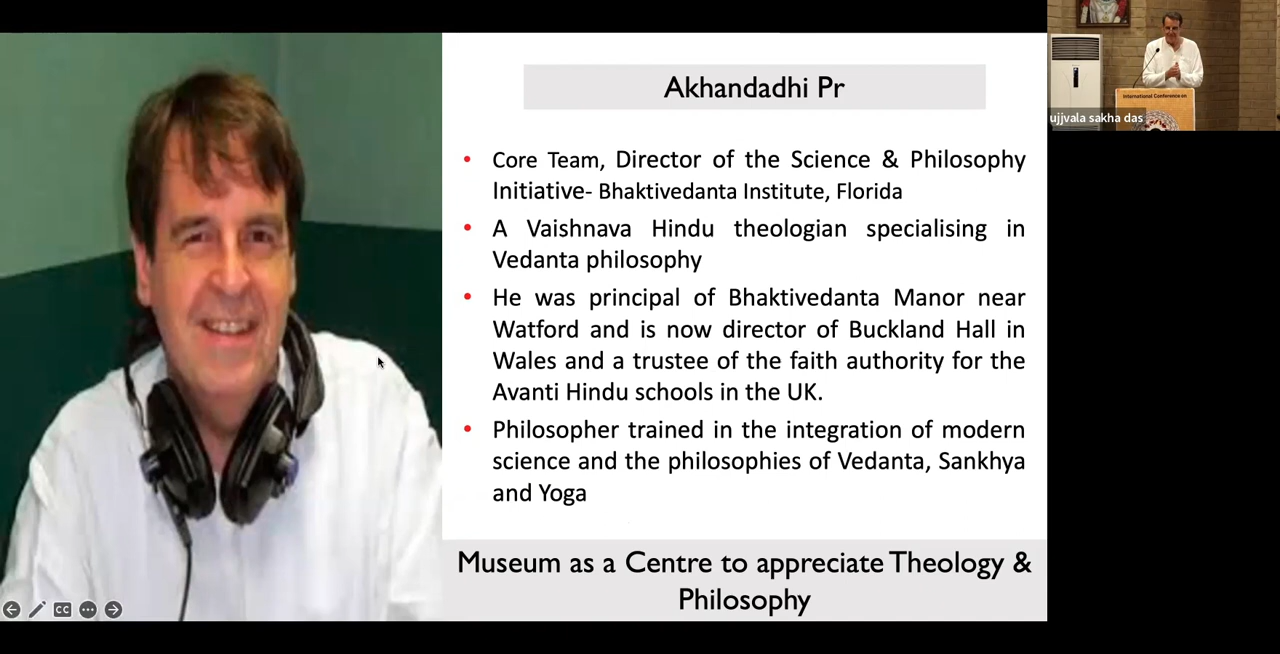 Akhandadhi Pr
• Core Team, Director of the Science & Philosophy
Initiative- Bhaktivedanta Institute, Florida
• A Vaishnava Hindu theologian specialising in
Vedanta philosophy
• He was principal of Bhaktivedanta Manor near
Watford and is now director of Buckland Hall in
Wales and a trustee of the faith authority for the
Avanti Hindu schools in the UK.
• Philosopher trained in the integration of modern
science and the philosophies of Vedanta, Sankhya
and Yoga
Museum as a Centre to appreciate Theology &
Philosophy
CC
International Conference on
ujjvala sakha das